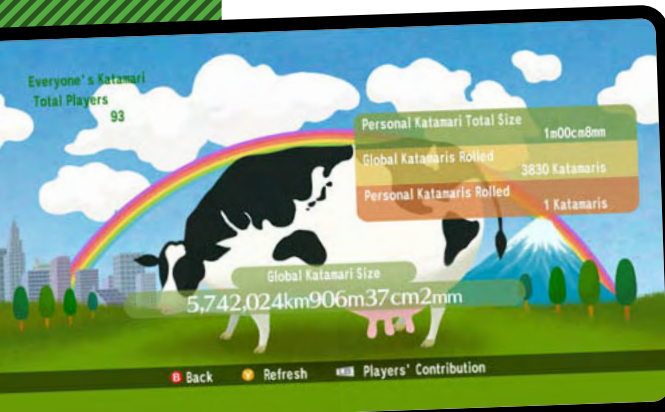 Everyone's Katamari
Total Players
93
Personal Katamari Total Size
1m00cm8mm
Global Katamaris Rolled
3830 Katamaris
Personal Katamaris Rolled
1 Katamaris
Global Katamari Size
5,742,024km906m37cm2mm
B Back
Y Refresh
Players' Contribution